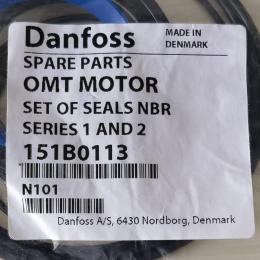 Danfoss MADE IN
DENMARK
SPARE PARTS
OMT MOTOR
SET OF SEALS NBR
SERIES 1 AND 2
151B0113
N101
Danfoss A/S, 6430 Nordborg, Denmark